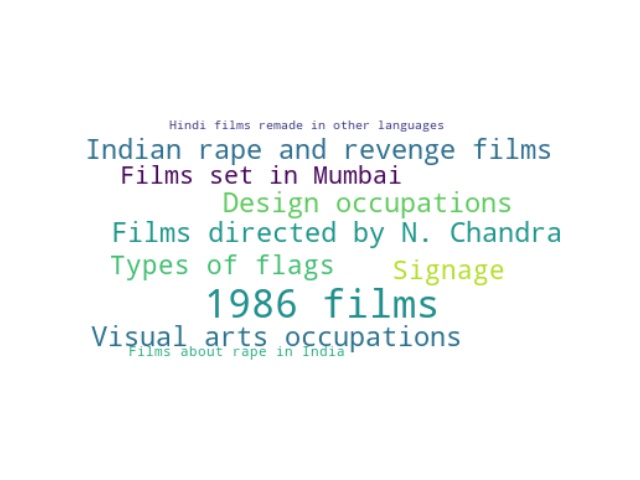 Hindi films remade in other languages
Indian rape and revenge films
Films set in Mumbai
Design occupations
Films directed by N. Chandra
Types of flags
Signage
1986 films
Visual arts occupations
Films about rape in India